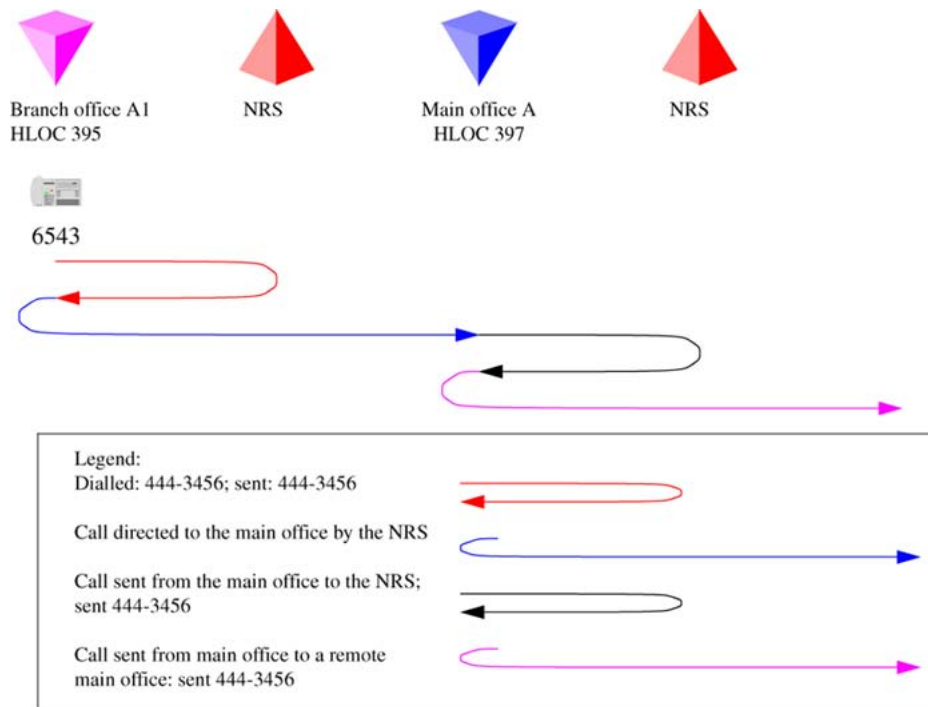 Branch office A1
HLOC 395
NRS
Main office A
HLOC 397
NRS
6543
Legend:
Dialled: 444-3456; sent: 444-3456
Call directed to the main office by the NRS
Call sent from the main office to the NRS;
sent 444-3456
Call sent from main office to a remote
main office: sent 444-3456